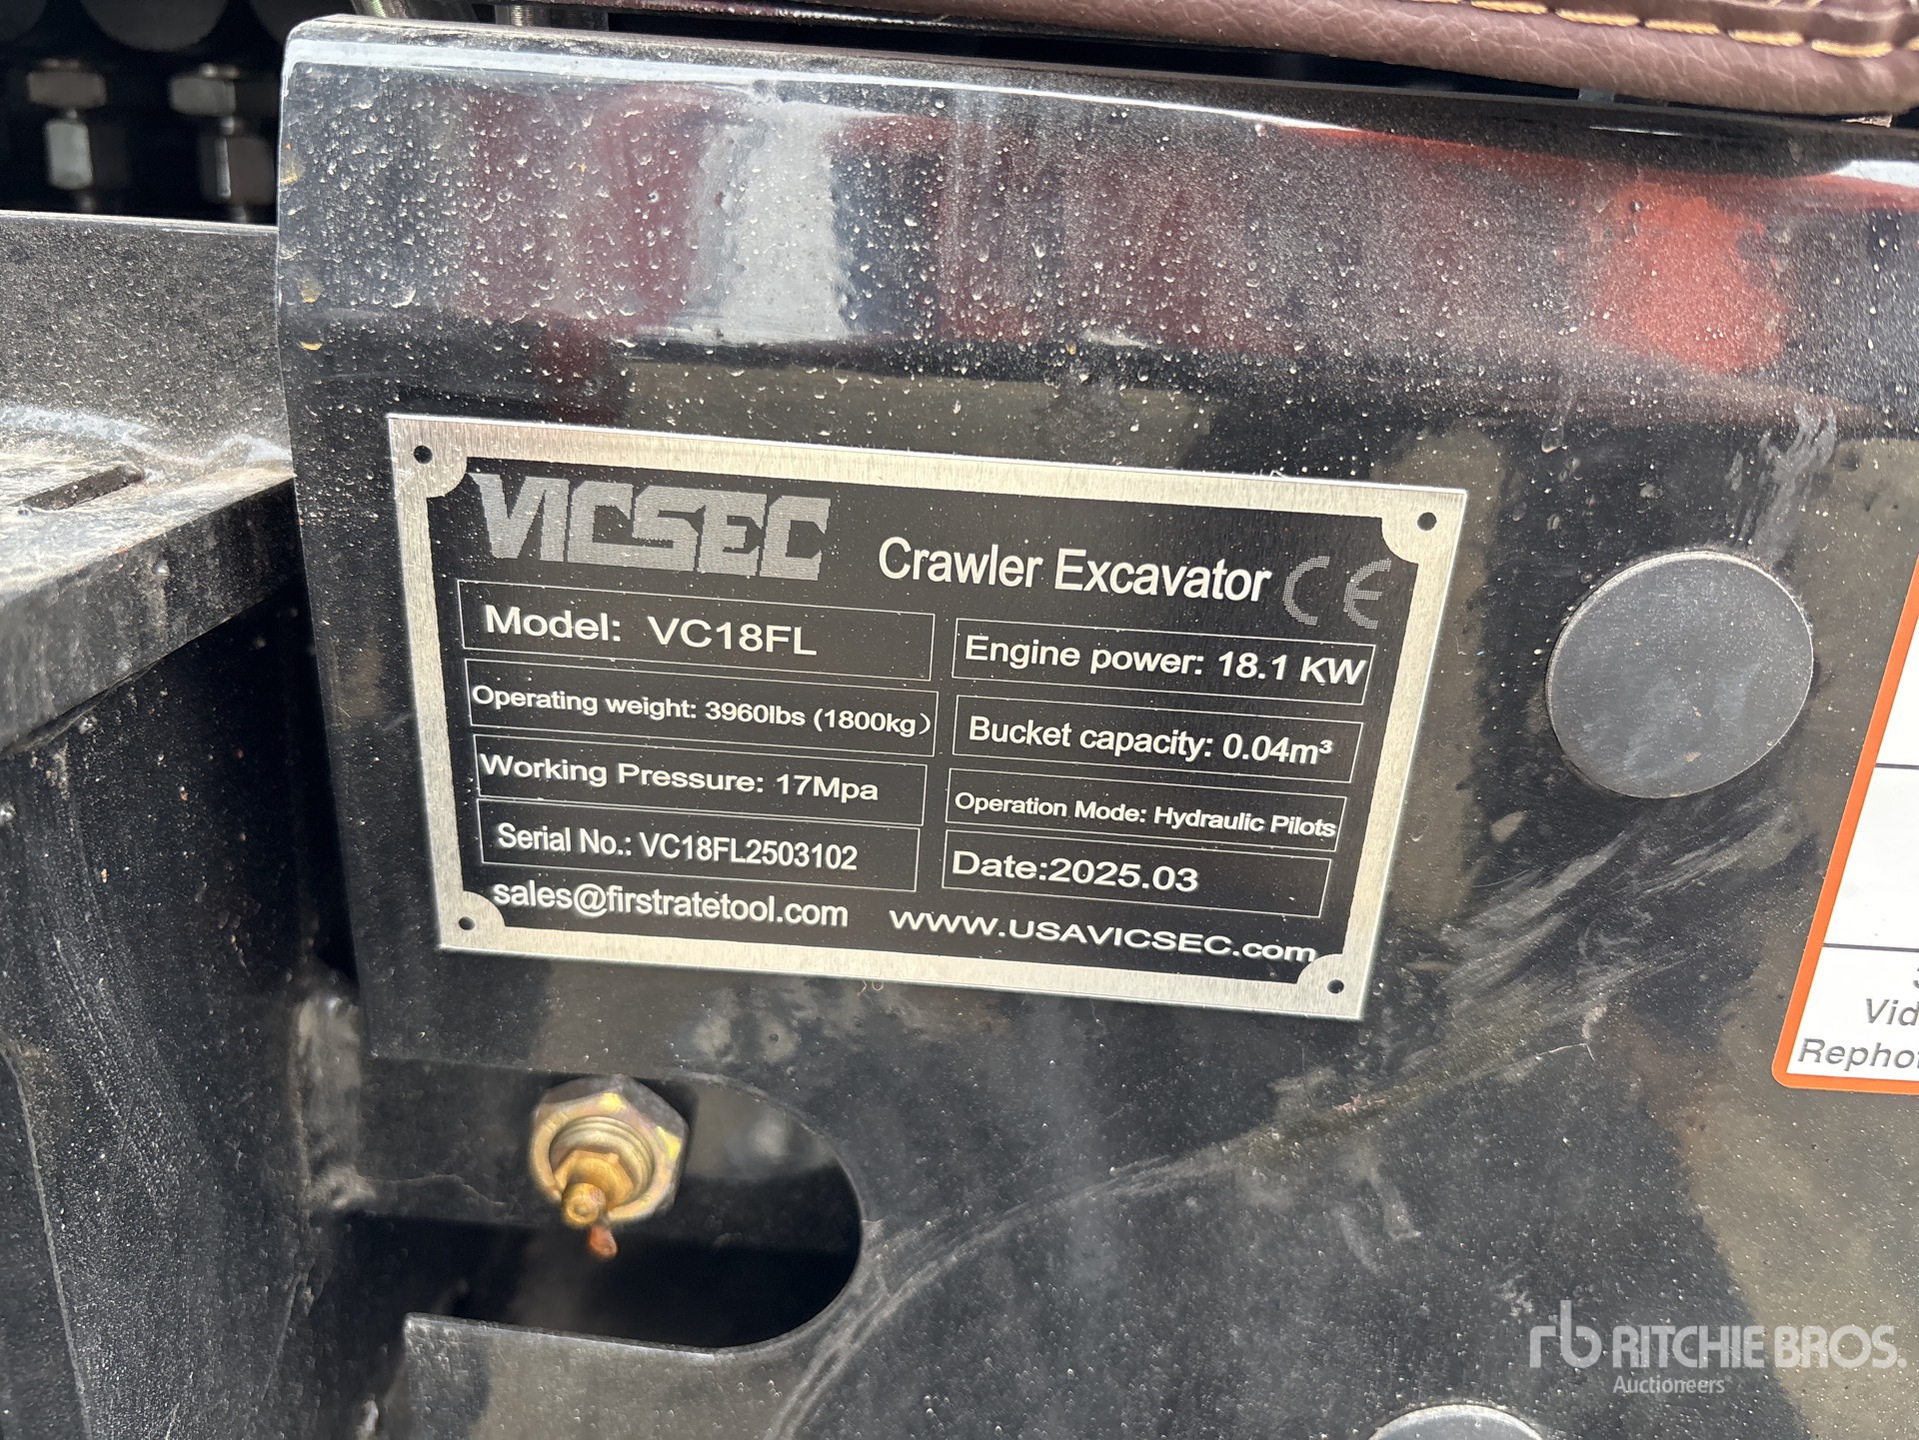 VICSEC
Crawler Excavator CE
Model: VC18FL
Engine power: 18.1 KW
Operating weight: 3960lbs (1800kg)
Bucket capacity: 0.04m³
Working Pressure: 17Mpa
Operation Mode: Hydraulic Pilots
Serial No.: VC18FL2503102
Date:2025.03
sales@firstratetool.com
WWW.USAVICSEC.com
Vid
Repho
rb RITCHIE BROS.
Auctioneers